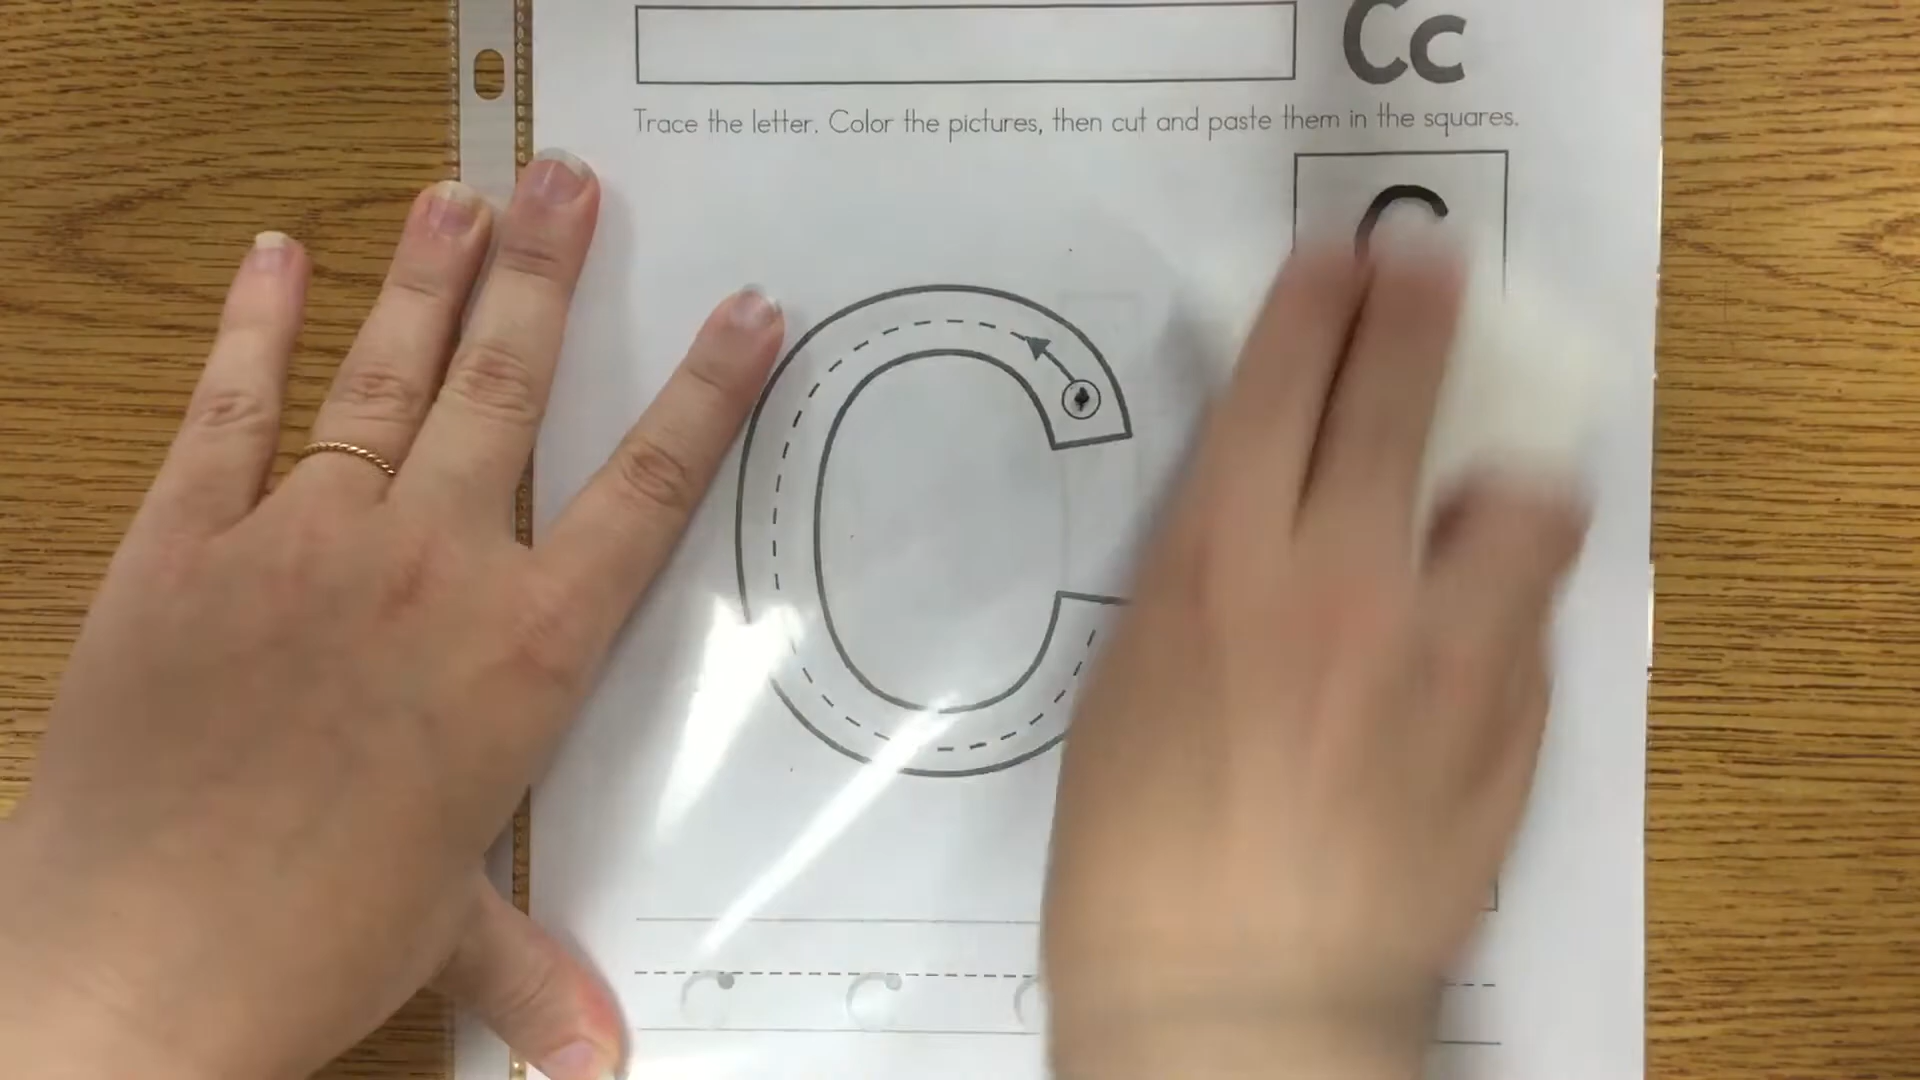 Cc
Trace the letter. Color the pictures, then cut and paste them in the squares.
C
C
c c c